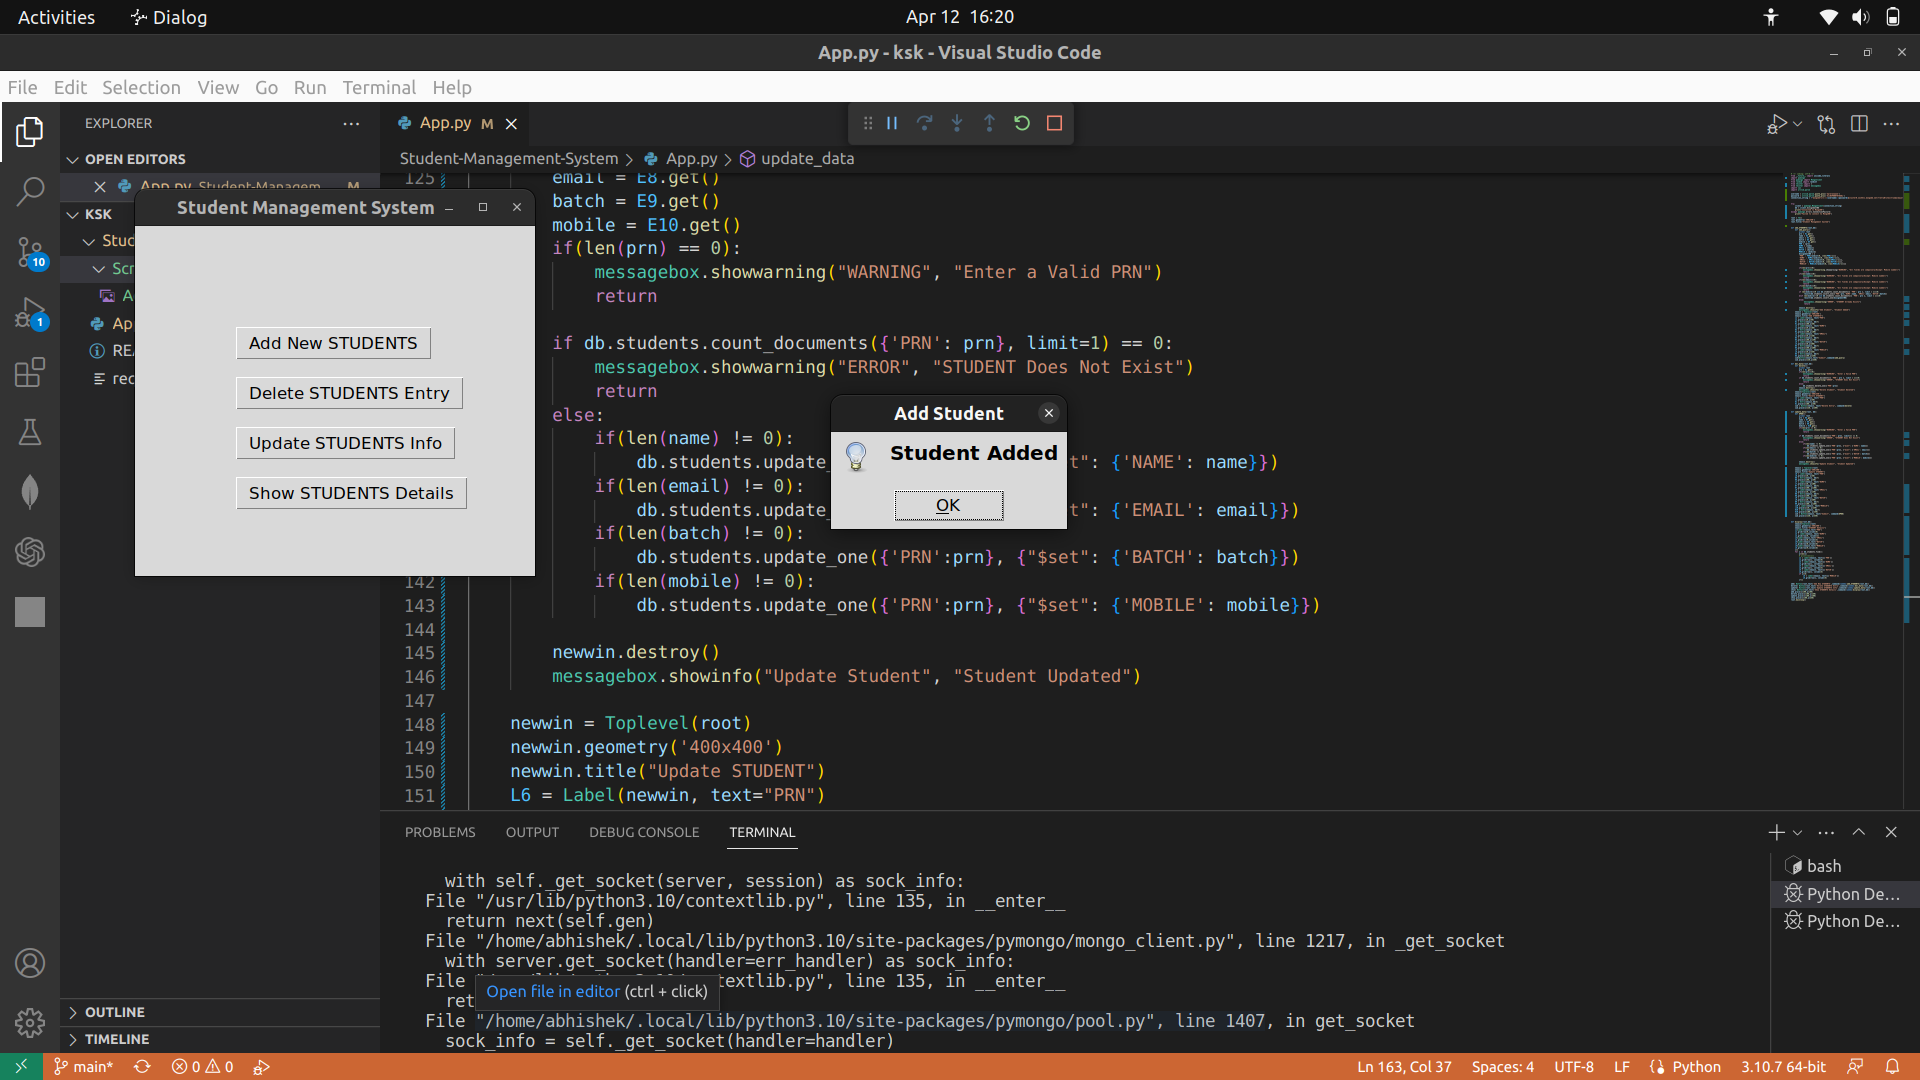 Activities
Dialog
Apr 12 16:20
App.py - ksk - Visual Studio Code
File Edit Selection View Go Run Terminal Help
EXPLORER
App.py M
OPEN EDITORS
Student-Management-System App.py update_data
App.py Student-Managem... M
KSK
10
1
Student Management System
Add New STUDENTS
Delete STUDENTS Entry
Update STUDENTS Info
Show STUDENTS Details
125 email = E8.get()
batch = E9.get()
mobile = E10.get()
if(len(prn) == 0):
messagebox.showwarning("WARNING", "Enter a Valid PRN")
return
if db.students.count_documents({'PRN': prn}, limit=1) == 0:
messagebox.showwarning("ERROR", "STUDENT Does Not Exist")
return
else:
if(len(name) != 0):
db.students.update_ t": {'NAME': name}})
if(len(email) != 0):
db.students.update_ t": {'EMAIL': email}})
if(len(batch) != 0):
db.students.update_one({'PRN':prn}, {"$set": {'BATCH': batch}})
142 if(len(mobile) != 0):
143 db.students.update_one({'PRN':prn}, {"$set": {'MOBILE': mobile}})
144
145 newwin.destroy()
146 messagebox.showinfo("Update Student", "Student Updated")
147
148 newwin = Toplevel(root)
149 newwin.geometry('400x400')
150 newwin.title("Update STUDENT")
151 L6 = Label(newwin, text="PRN")
Add Student
Student Added
OK
PROBLEMS OUTPUT DEBUG CONSOLE TERMINAL
with self._get_socket(server, session) as sock_info:
File "/usr/lib/python3.10/contextlib.py", line 135, in __enter__
return next(self.gen)
File "/home/abhishek/.local/lib/python3.10/site-packages/pymongo/mongo_client.py", line 1217, in _get_socket
with server.get_socket(handler=err_handler) as sock_info:
File textlib.py", line 135, in __enter__
ret
Open file in editor (ctrl + click)
File "/home/abhishek/.local/lib/python3.10/site-packages/pymongo/pool.py", line 1407, in get_socket
sock_info = self._get_socket(handler=handler)
bash
Python De...
Python De...
OUTLINE
TIMELINE
main* 0 0
Ln 163, Col 37 Spaces: 4 UTF-8 LF Python 3.10.7 64-bit